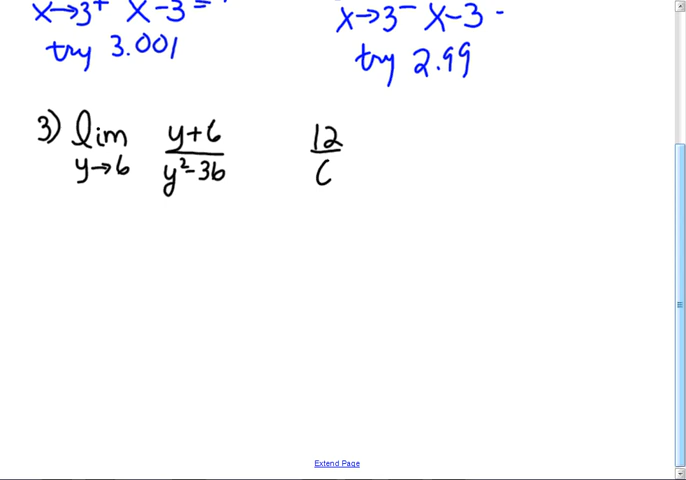 x→3⁺ x-3 =
x→3⁻ x-3
try 3.001
try 2.99
3) lim y+6
y→6 y²-36
12
Extend Page